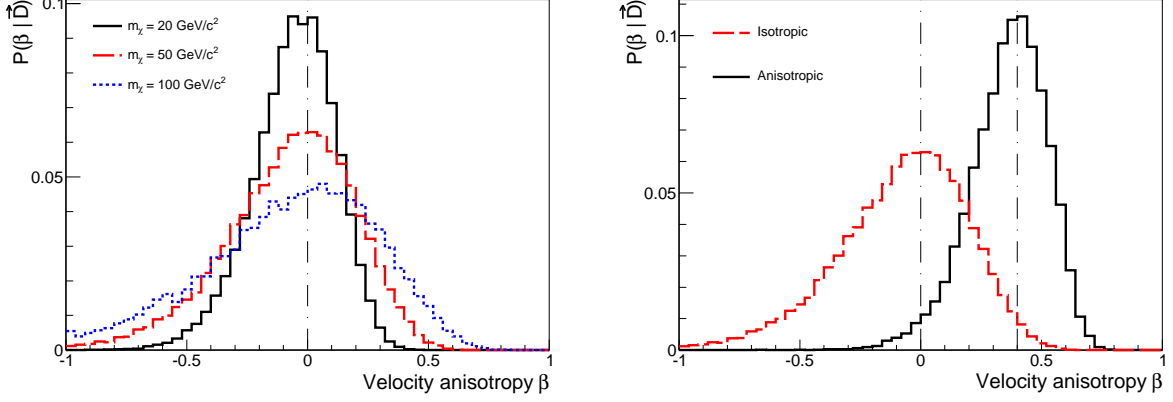 P(β | D⃗)
0.1
0.05
0
m_χ = 20 GeV/c²
m_χ = 50 GeV/c²
m_χ = 100 GeV/c²
-1
-0.5
0
0.5
1
Velocity anisotropy β
P(β | D⃗)
0.1
0.05
0
Isotropic
Anisotropic
-1
-0.5
0
0.5
1
Velocity anisotropy β